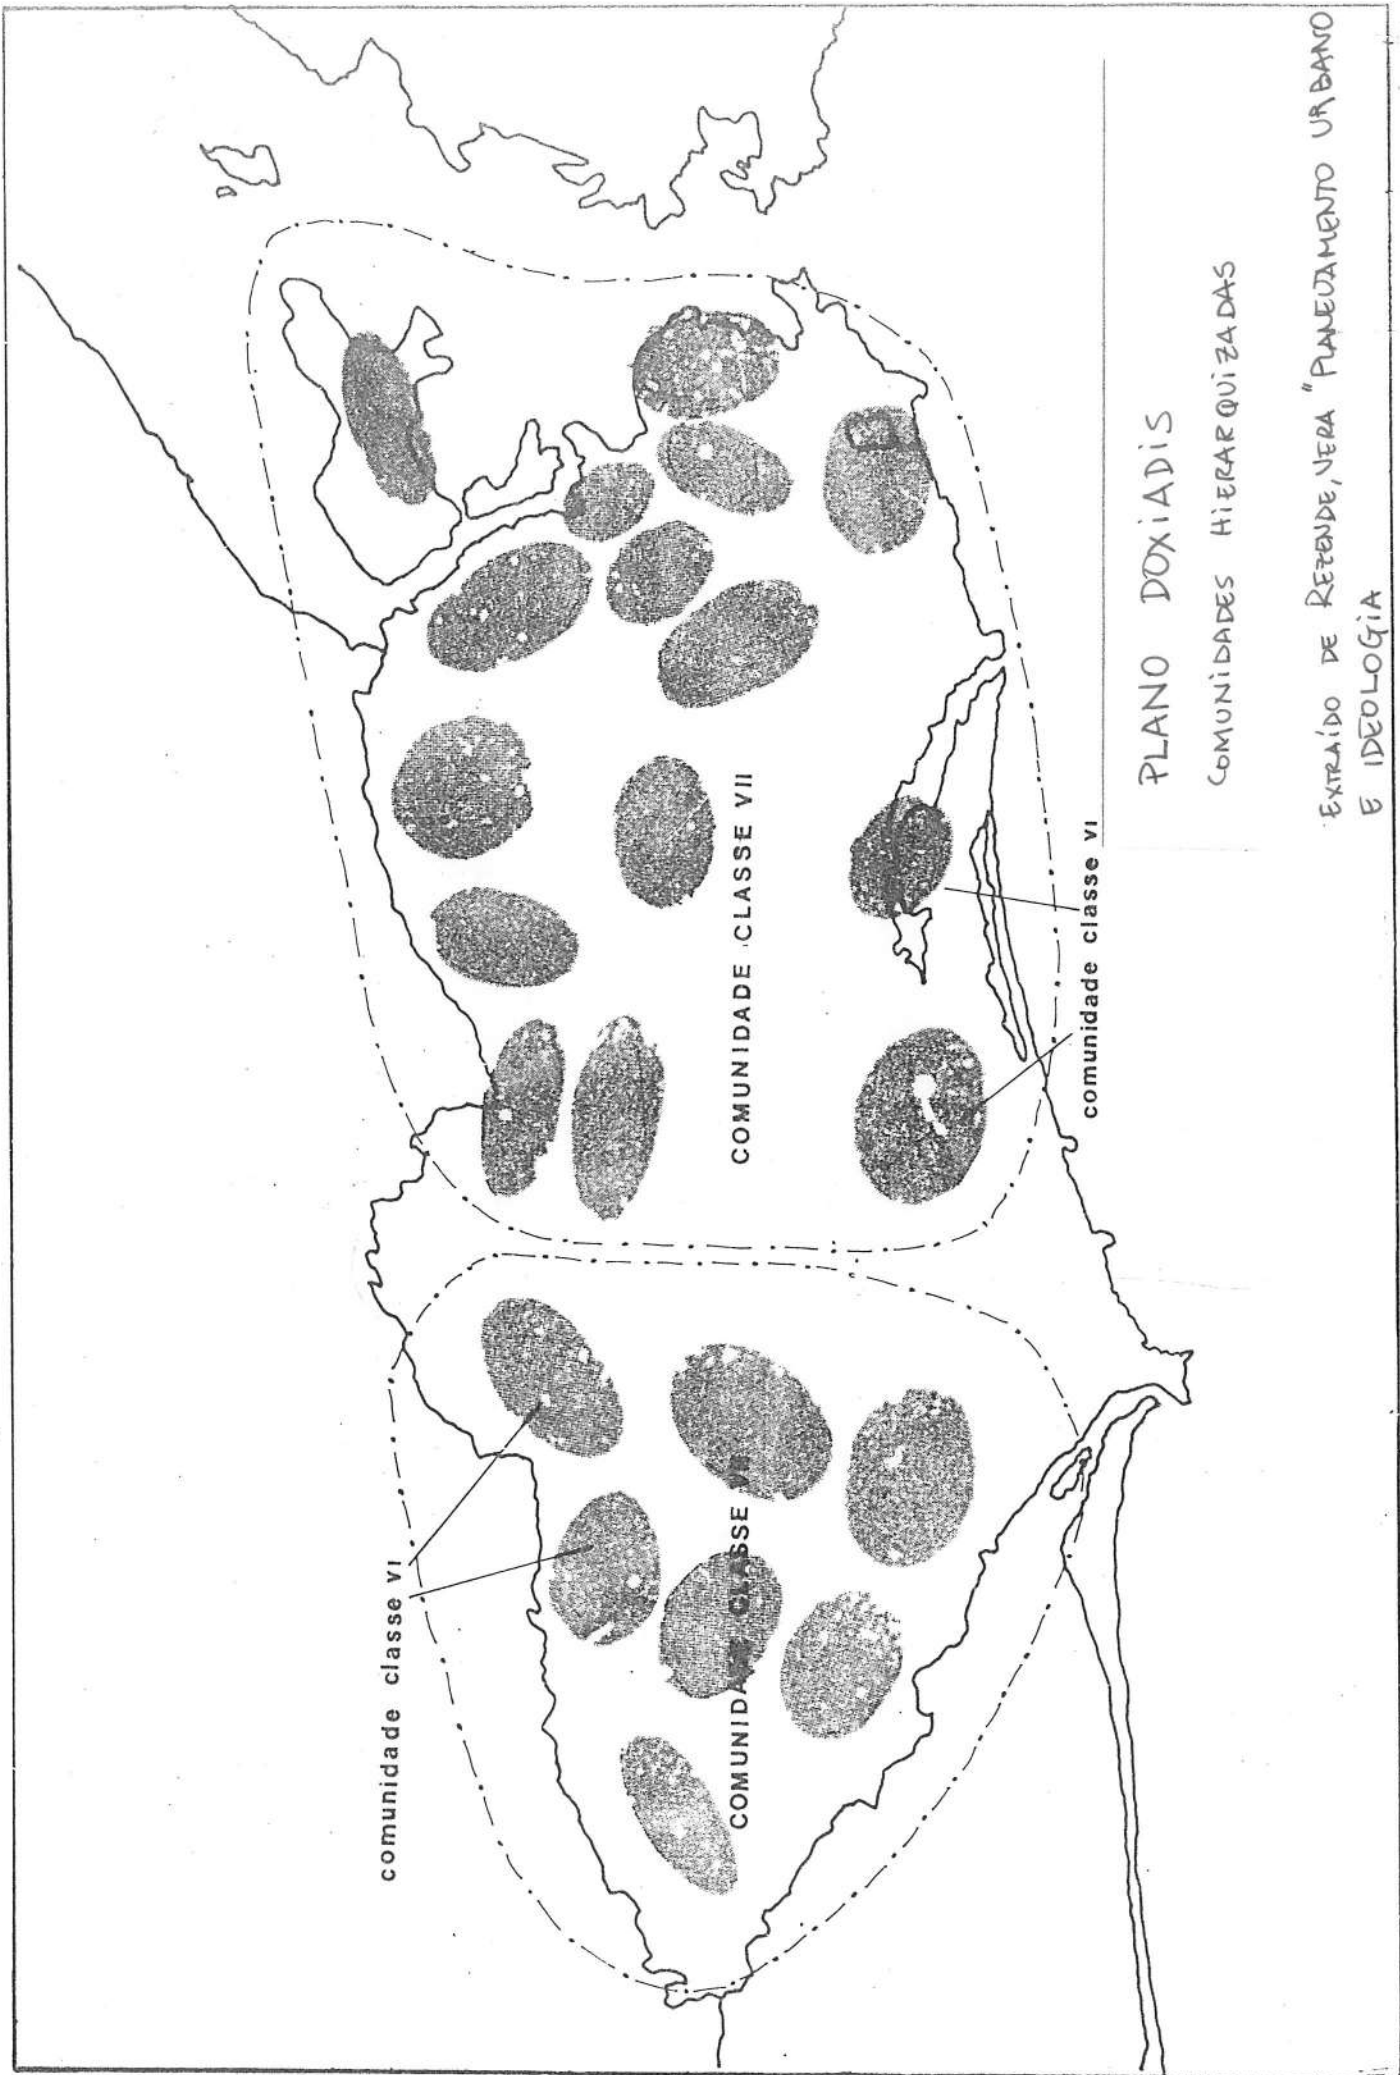 comunidade classe VI
COMUNIDADE CLASSE VII
COMUNIDADE CLASSE VII
comunidade classe VI
PLANO DOXiADiS
COMUNiDADES HiERARQUiZADAS
EXTRAÍDO DE REZENDE, VERA "PLANEJAMENTO URBANO
E IDEOLOGiA